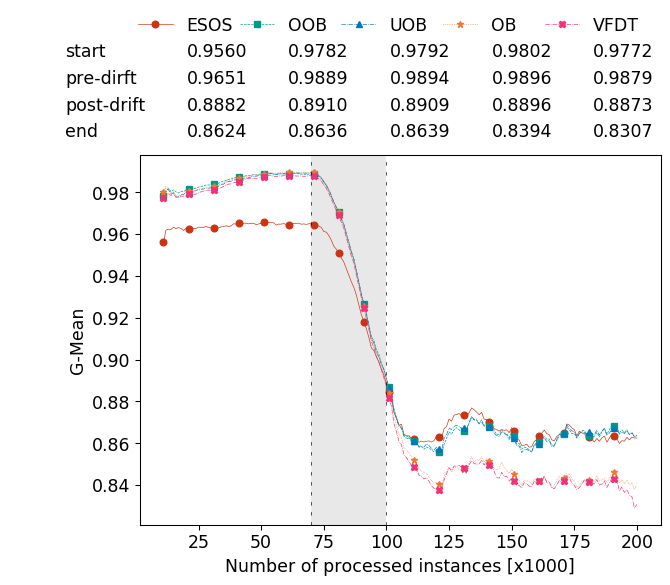 ESOS OOB UOB OB VFDT
start 0.9560 0.9782 0.9792 0.9802 0.9772
pre-dirft 0.9651 0.9889 0.9894 0.9896 0.9879
post-drift 0.8882 0.8910 0.8909 0.8896 0.8873
end 0.8624 0.8636 0.8639 0.8394 0.8307
0.98
0.96
0.94
0.92
0.90
0.88
0.86
0.84
G-Mean
25 50 75 100 125 150 175 200
Number of processed instances [x1000]